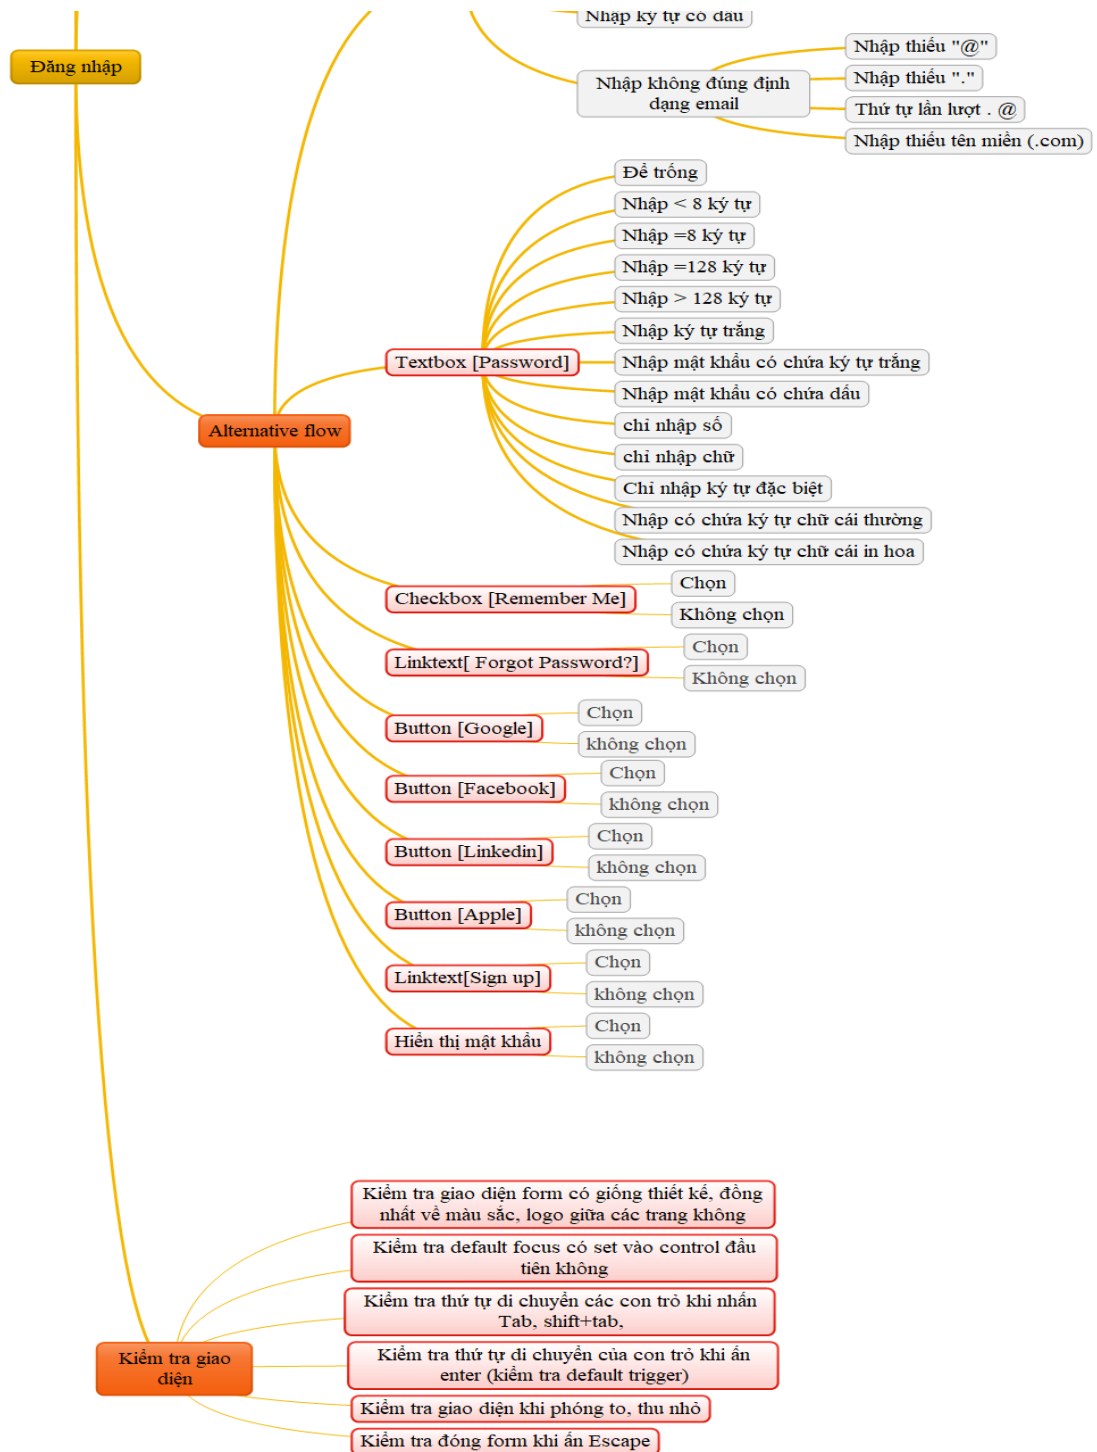 Nhập ký tự có dấu
Đăng nhập
Nhập không đúng định
dạng email
Nhập thiếu "@"
Nhập thiếu "."
Thứ tự lần lượt . @
Nhập thiếu tên miền (.com)
Alternative flow
Textbox [Password]
Để trống
Nhập < 8 ký tự
Nhập =8 ký tự
Nhập =128 ký tự
Nhập > 128 ký tự
Nhập ký tự trắng
Nhập mật khẩu có chứa ký tự trắng
Nhập mật khẩu có chứa dấu
chỉ nhập số
chỉ nhập chữ
Chỉ nhập ký tự đặc biệt
Nhập có chứa ký tự chữ cái thường
Nhập có chứa ký tự chữ cái in hoa
Checkbox [Remember Me]
Chọn
Không chọn
Linktext[ Forgot Password?]
Chọn
Không chọn
Button [Google]
Chọn
không chọn
Button [Facebook]
Chọn
không chọn
Button [Linkedin]
Chọn
không chọn
Button [Apple]
Chọn
không chọn
Linktext[Sign up]
Chọn
không chọn
Hiển thị mật khẩu
Chọn
không chọn
Kiểm tra giao
diện
Kiểm tra giao diện form có giống thiết kế, đồng
nhất về màu sắc, logo giữa các trang không
Kiểm tra default focus có set vào control đầu
tiên không
Kiểm tra thứ tự di chuyển các con trỏ khi nhấn
Tab, shift+tab,
Kiểm tra thứ tự di chuyển của con trỏ khi ấn
enter (kiểm tra default trigger)
Kiểm tra giao diện khi phóng to, thu nhỏ
Kiểm tra đóng form khi ấn Escape